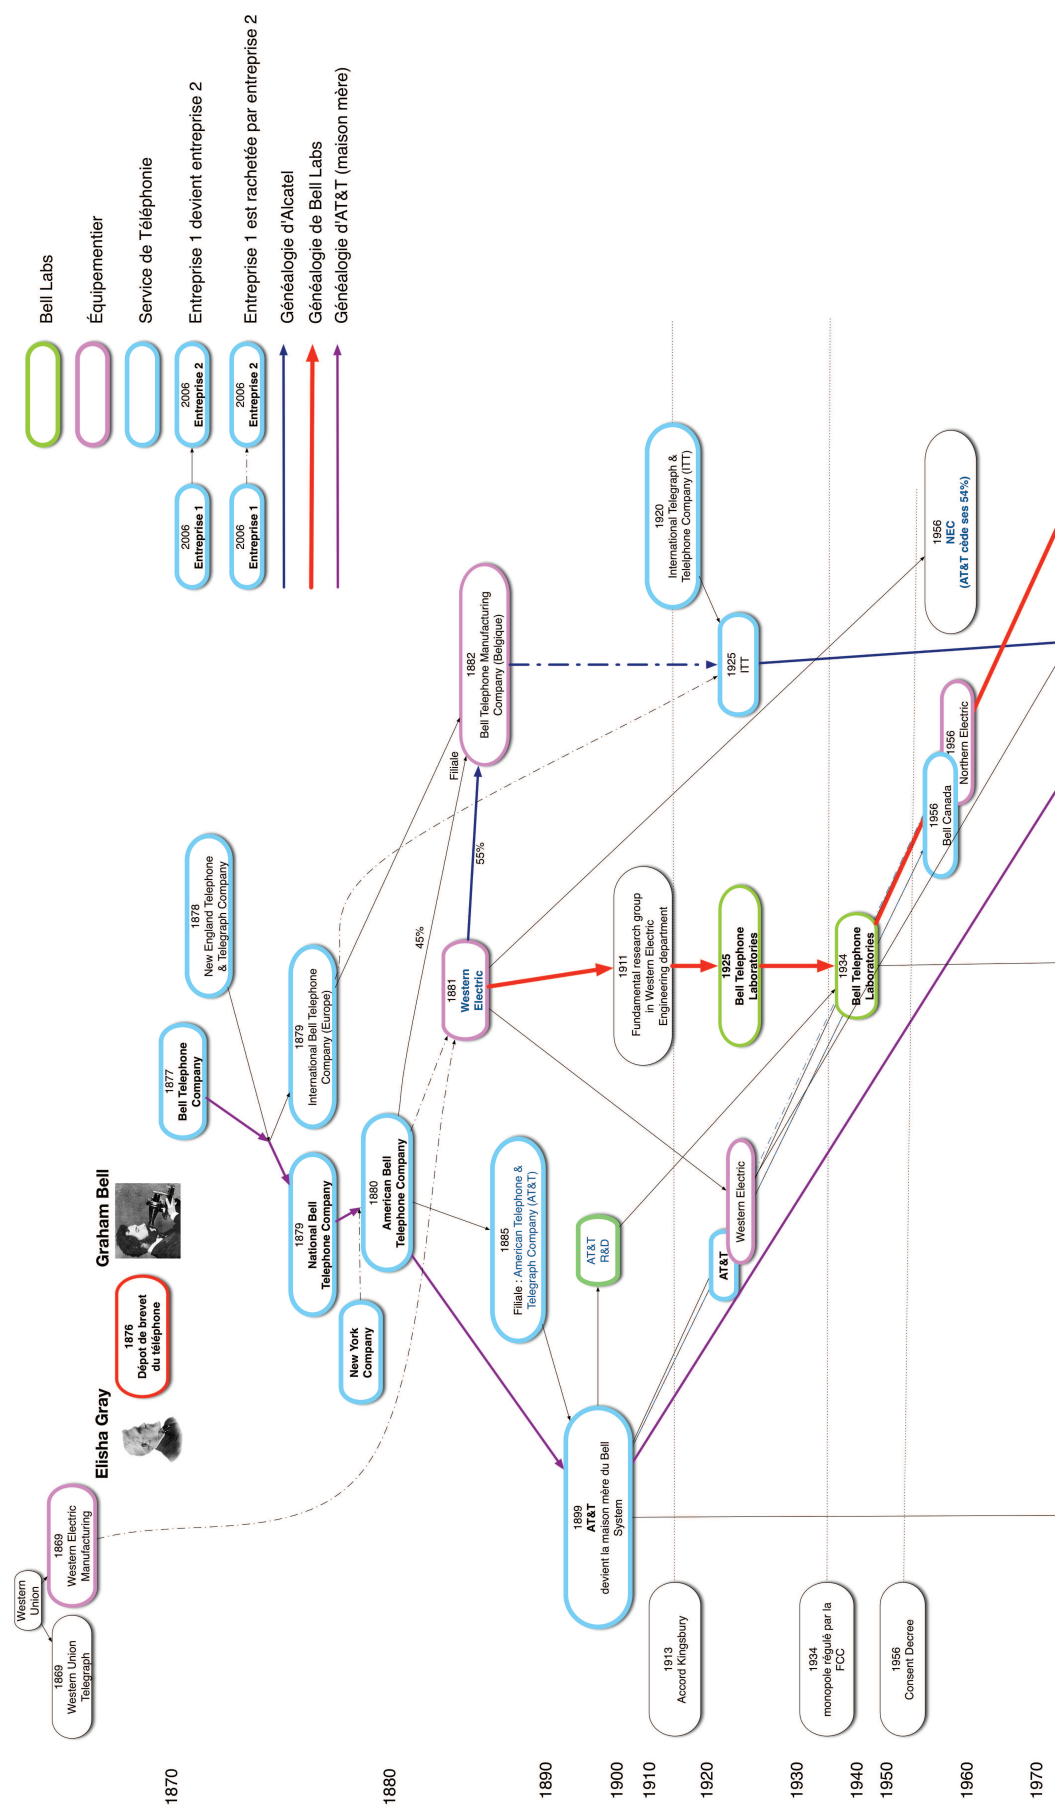 Western
Union
1869
Western Union
Telegraph
1869
Western Electric
Manufacturing
Elisha Gray
1876
Dépot de brevet
du téléphone
Graham Bell
1877
Bell Telephone
Company
1878
New England Telephone
& Telegraph Company
1879
National Bell
Telephone Company
1879
International Bell Telephone
Company (Europe)
New York
Company
1880
American Bell
Telephone Company
1881
Western
Electric
45%
55%
Filiale
1882
Bell Telephone Manufacturing
Company (Belgique)
1885
Filiale : American Telephone &
Telegraph Company (AT&T)
1899
AT&T
devient la maison mère du Bell
System
AT&T
R&D
1911
Fundamental research group
in Western Electric
Engineering department
1913
Accord Kingsbury
1920
International Telegraph &
Telelphone Company (ITT)
AT&T
Western Electric
1925
Bell Telephone
Laboratories
1925
ITT
1934
monopole régulé par la
FCC
1934
Bell Telephone
Laboratories
1956
Consent Decree
1956
Bell Canada
1956
Northern Electric
1956
NEC
(AT&T cède ses 54%)
1870
1880
1890
1900
1910
1920
1930
1940
1950
1960
1970
Bell Labs
Équipementier
Service de Téléphonie
2006
Entreprise 1
2006
Entreprise 2
Entreprise 1 devient entreprise 2
2006
Entreprise 1
2006
Entreprise 2
Entreprise 1 est rachetée par entreprise 2
Généalogie d'Alcatel
Généalogie de Bell Labs
Généalogie d'AT&T (maison mère)